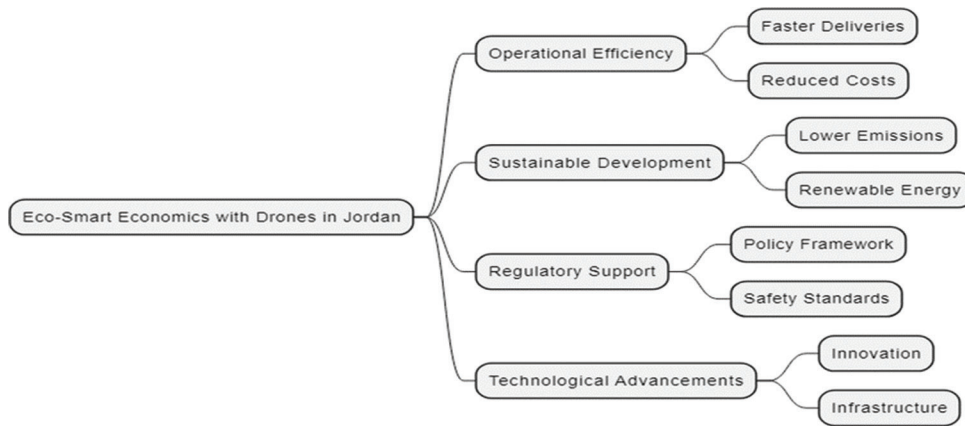 Eco-Smart Economics with Drones in Jordan
Operational Efficiency
Faster Deliveries
Reduced Costs
Sustainable Development
Lower Emissions
Renewable Energy
Regulatory Support
Policy Framework
Safety Standards
Technological Advancements
Innovation
Infrastructure